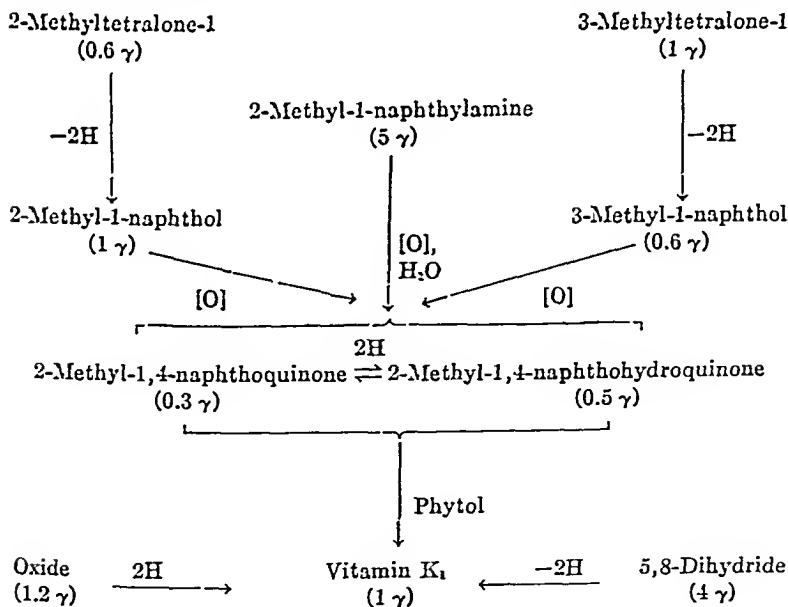 2-Methyltetralone-1 3-Methyltetralone-1
(0.6 γ) (1 γ)
2-Methyl-1-naphthylamine
(5 γ)
−2H −2H
2-Methyl-1-naphthol 3-Methyl-1-naphthol
(1 γ) (0.6 γ)
[O],
H₂O
[O] [O]
2H
2-Methyl-1,4-naphthoquinone ⇌ 2-Methyl-1,4-naphthohydroquinone
(0.3 γ) (0.5 γ)
Phytol
Oxide 2H Vitamin K₁ −2H 5,8-Dihydride
(1.2 γ) (1 γ) (4 γ)